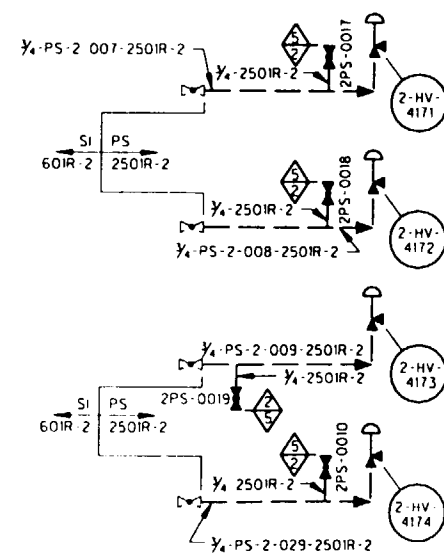 ¾-PS-2 007-2501R-2
5
2
2PS-0017
¾-2501R-2
2-HV-
4171
SI PS
601R-2 2501R-2
5
2
2PS-0018
¾-2501R-2
2-HV-
4172
¾-PS-2-008-2501R-2
¾-PS-2-009-2501R-2
¾-2501R-2
2-HV-
4173
2PS-0019
2
5
SI PS
601R-2 2501R-2
5
2
2PS-0010
¾ 2501R-2
2-HV-
4174
¾-PS-2-029-2501R-2